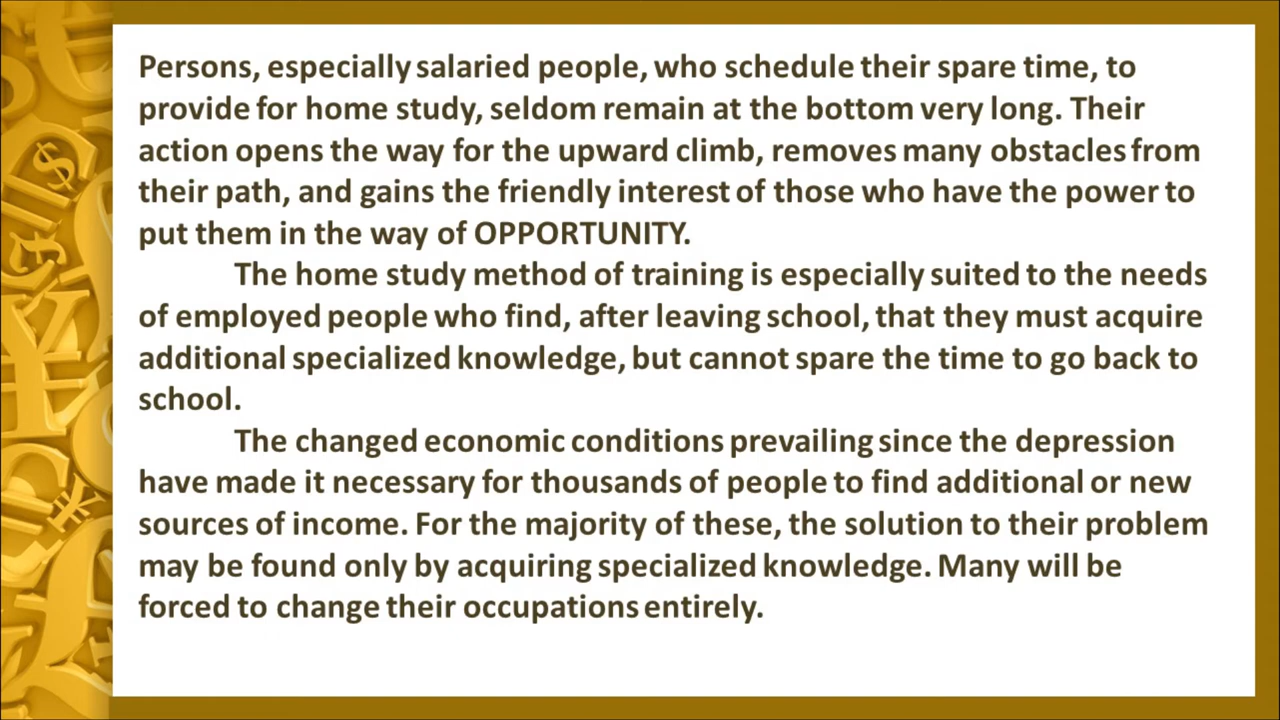 Persons, especially salaried people, who schedule their spare time, to
provide for home study, seldom remain at the bottom very long. Their
action opens the way for the upward climb, removes many obstacles from
their path, and gains the friendly interest of those who have the power to
put them in the way of OPPORTUNITY.
The home study method of training is especially suited to the needs
of employed people who find, after leaving school, that they must acquire
additional specialized knowledge, but cannot spare the time to go back to
school.
The changed economic conditions prevailing since the depression
have made it necessary for thousands of people to find additional or new
sources of income. For the majority of these, the solution to their problem
may be found only by acquiring specialized knowledge. Many will be
forced to change their occupations entirely.